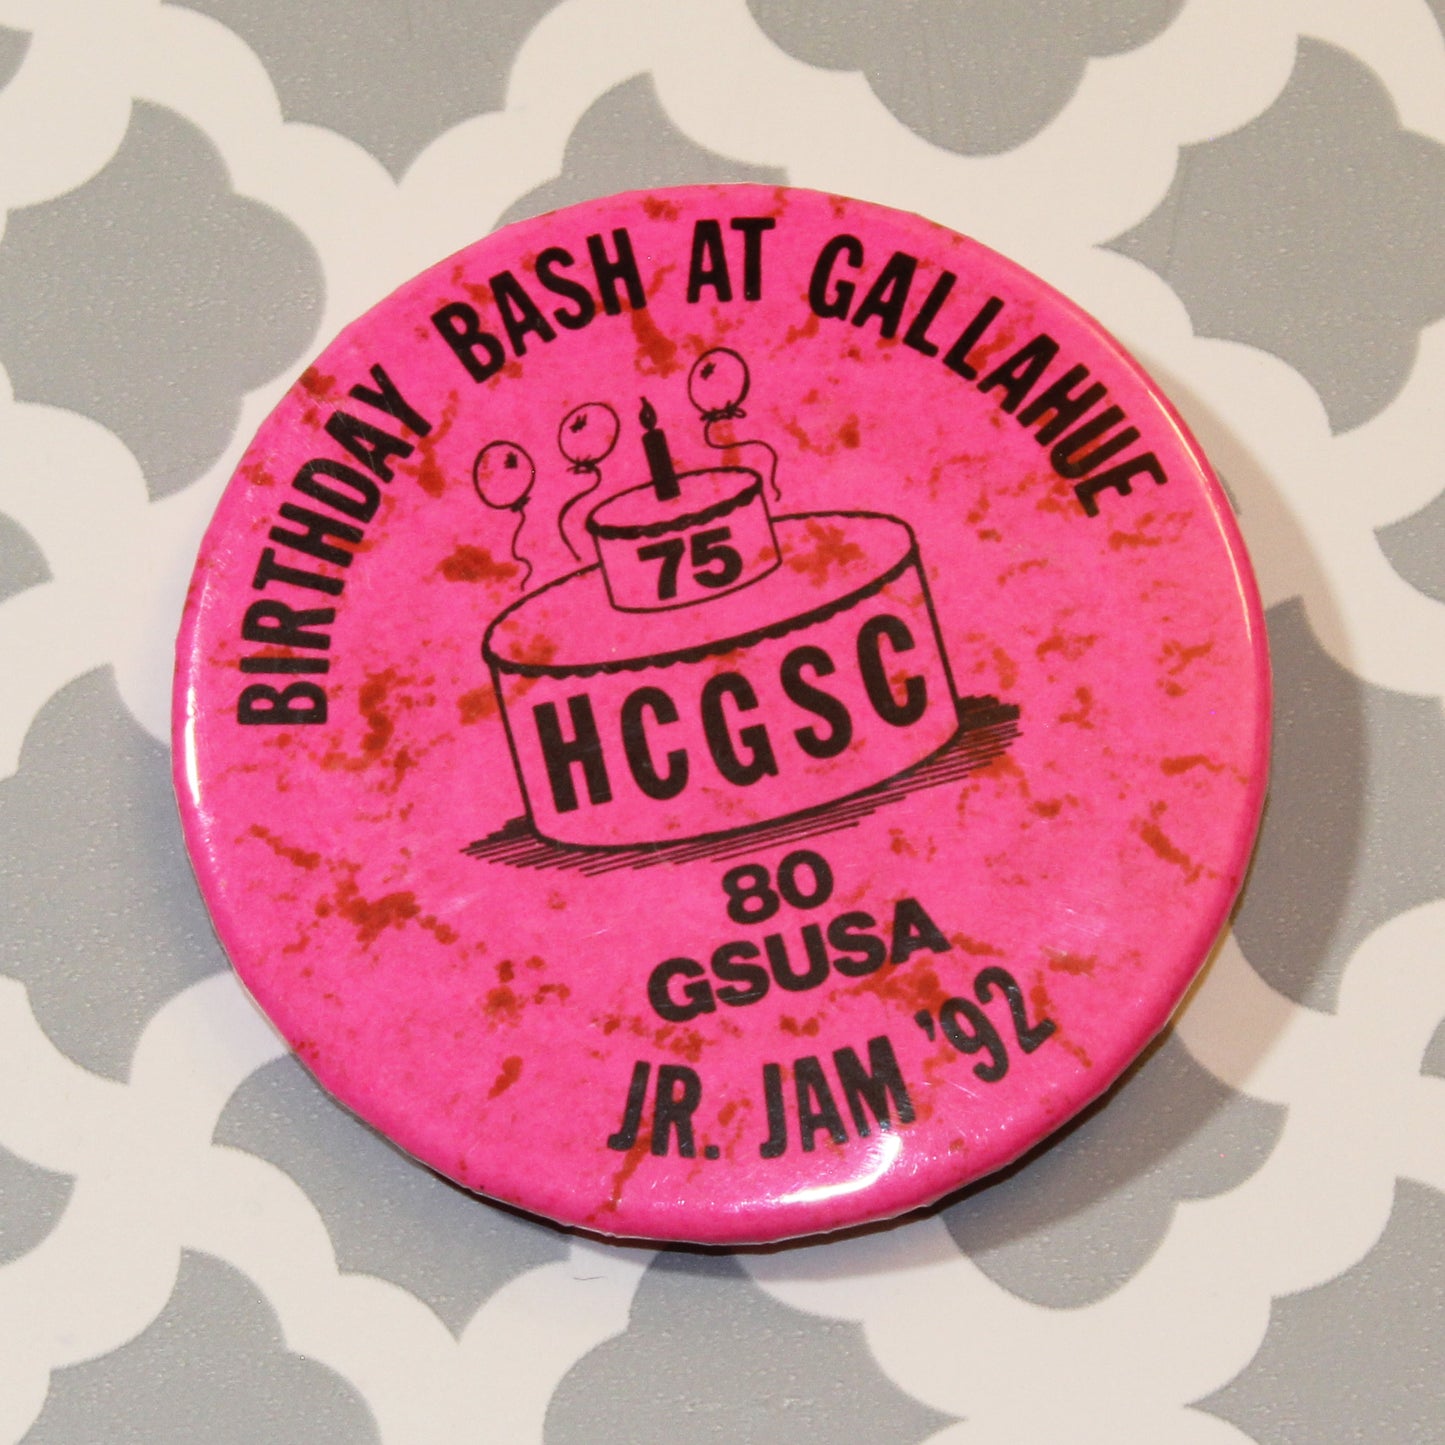 BIRTHDAY BASH AT GALLAHUE
75
HCGSC
80
GSUSA
JR. JAM '92